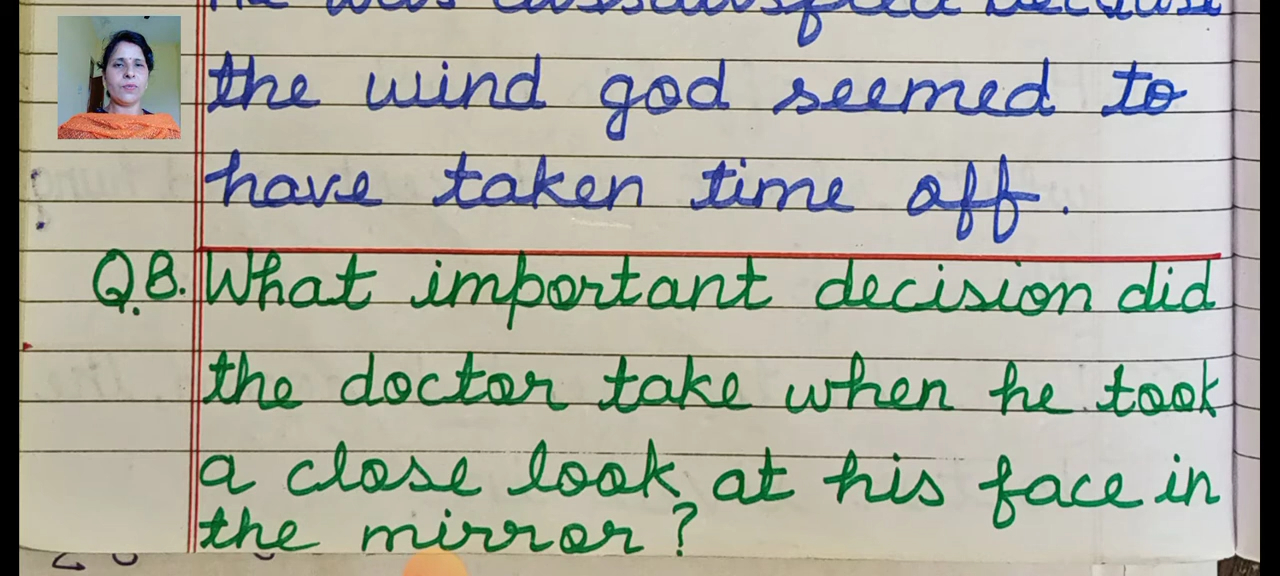 the wind god seemed to
have taken time off.
Q.8. What important decision did
the doctor take when he took
a close look at his face in
the mirror?